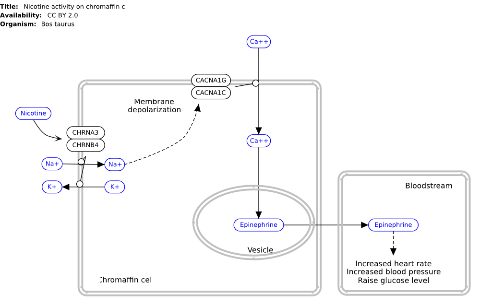 Title: Nicotine activity on chromaffin c
Availability: CC BY 2.0
Organism: Bos taurus
Ca++
CACNA1G
CACNA1C
Membrane
depolarization
Nicotine
CHRNA3
CHRNB4
Ca++
Na+
Na+
K+
K+
Bloodstream
Epinephrine
Epinephrine
Vesicle
Increased heart rate
Increased blood pressure
Raise glucose level
Chromaffin cel